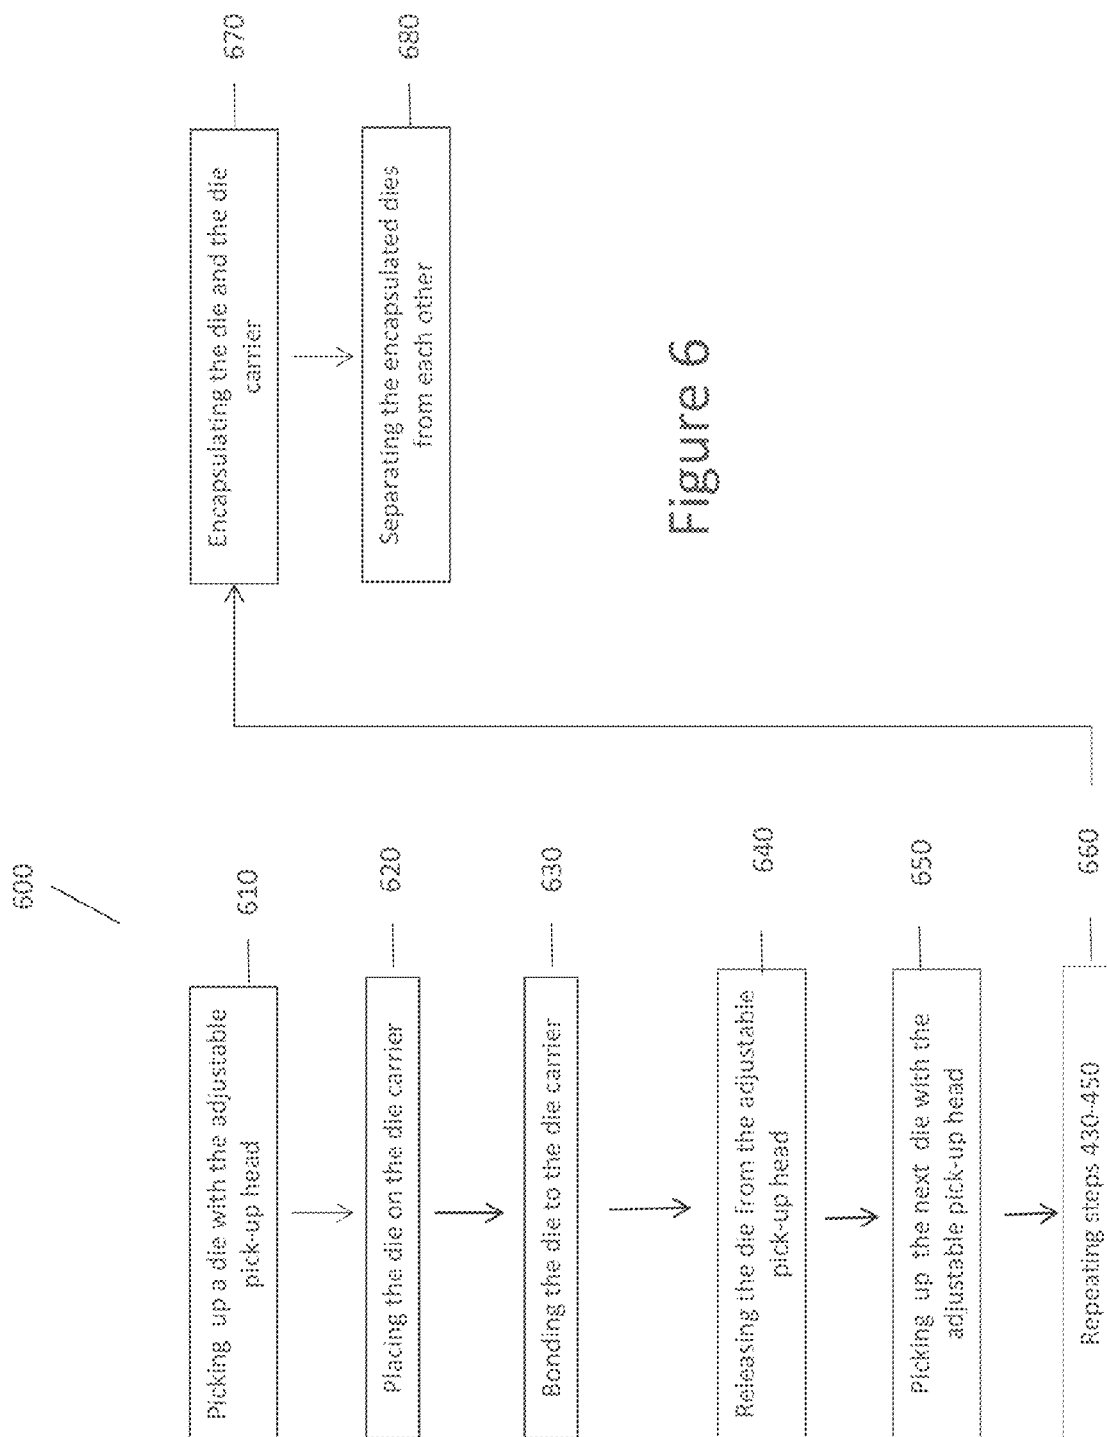 600
Picking up a die with the adjustable
pick-up head
610
Placing the die on the die carrier
620
Bonding the die to the die carrier
630
Releasing the die from the adjustable
pick-up head
640
Picking up the next die with the
adjustable pick-up head
650
Repeating steps 430-450
660
Encapsulating the die and the die
carrier
670
Separating the encapsulated dies
from each other
680
Figure 6